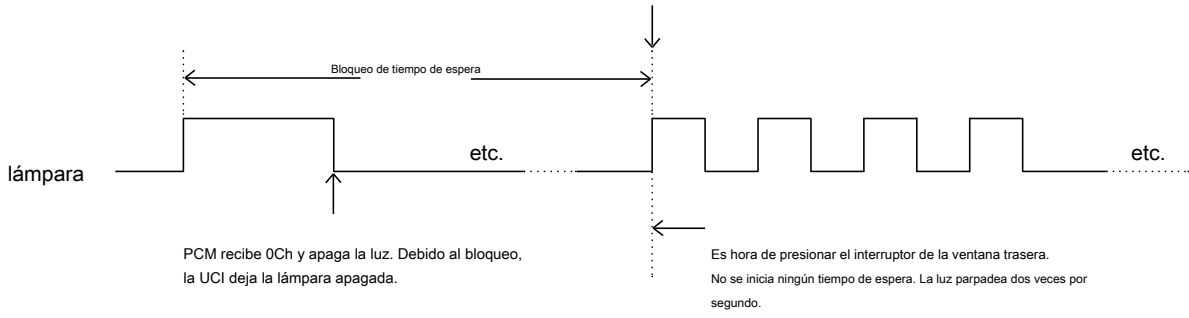 Bloqueo de tiempo de espera
etc.
etc.
lámpara
PCM recibe 0Ch y apaga la luz. Debido al bloqueo,
la UCI deja la lámpara apagada.
Es hora de presionar el interruptor de la ventana trasera.
No se inicia ningún tiempo de espera. La luz parpadea dos veces por
segundo.